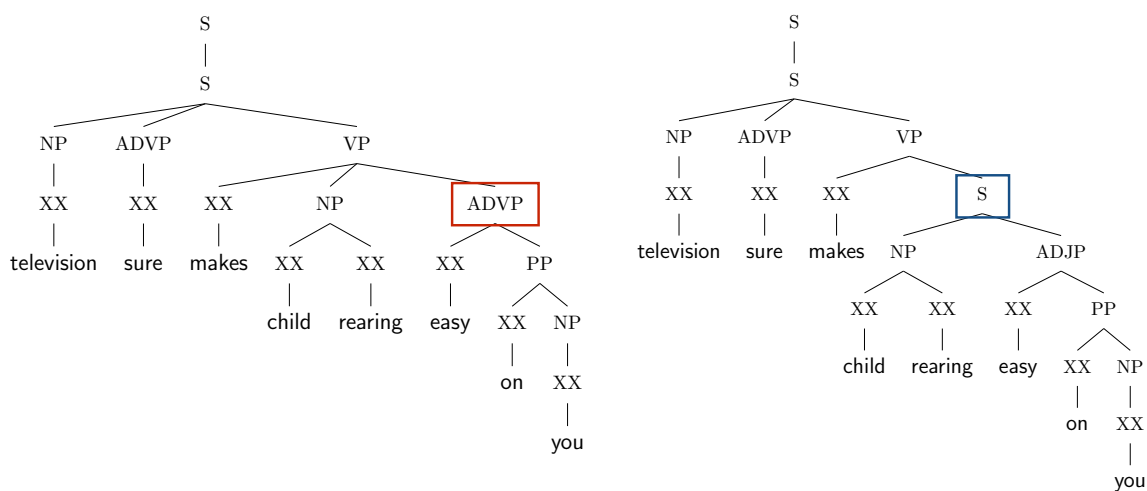 S
S
NP ADVP VP
XX XX XX NP ADVP
television sure makes XX XX XX PP
child rearing easy XX NP
on XX
you
S
S
NP ADVP VP
XX XX XX S
television sure makes NP ADJP
XX XX XX PP
child rearing easy XX NP
on XX
you